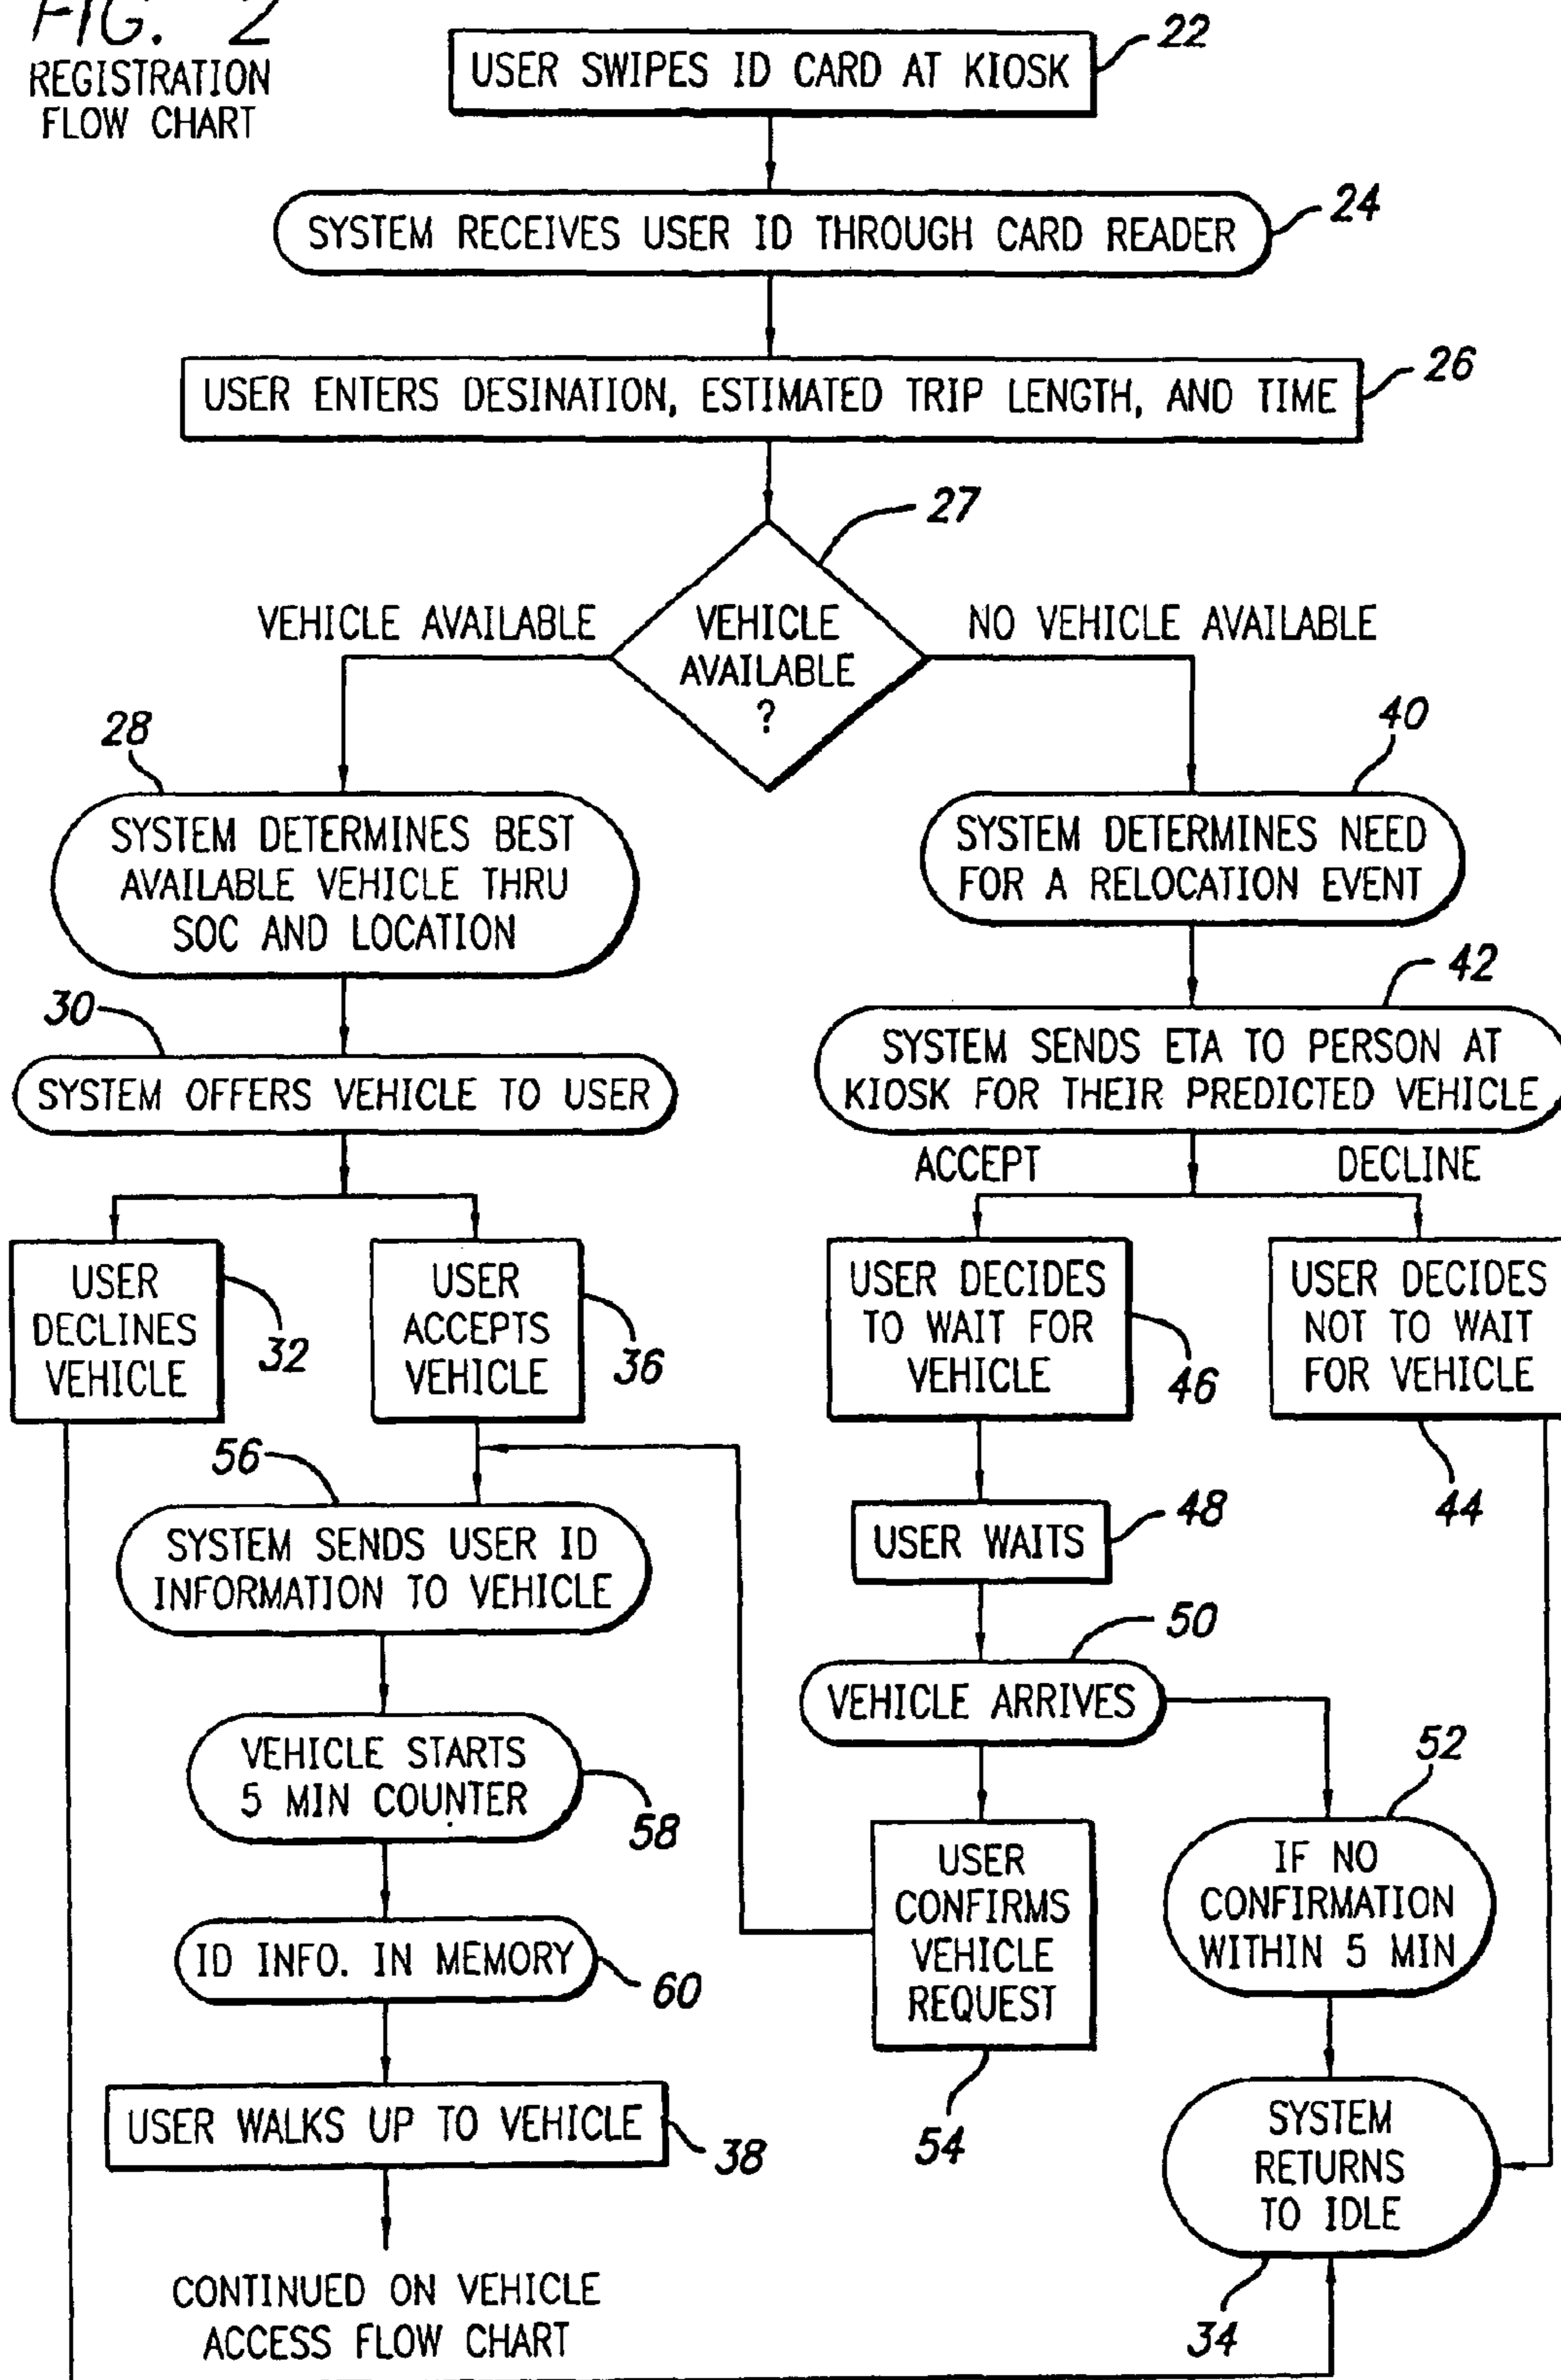 FIG. 2
REGISTRATION
FLOW CHART
USER SWIPES ID CARD AT KIOSK
22
SYSTEM RECEIVES USER ID THROUGH CARD READER
24
USER ENTERS DESINATION, ESTIMATED TRIP LENGTH, AND TIME
26
27
VEHICLE AVAILABLE
VEHICLE
AVAILABLE
?
NO VEHICLE AVAILABLE
28
SYSTEM DETERMINES BEST
AVAILABLE VEHICLE THRU
SOC AND LOCATION
40
SYSTEM DETERMINES NEED
FOR A RELOCATION EVENT
30
SYSTEM OFFERS VEHICLE TO USER
42
SYSTEM SENDS ETA TO PERSON AT
KIOSK FOR THEIR PREDICTED VEHICLE
ACCEPT
DECLINE
USER
DECLINES
VEHICLE
32
USER
ACCEPTS
VEHICLE
36
USER DECIDES
TO WAIT FOR
VEHICLE
46
USER DECIDES
NOT TO WAIT
FOR VEHICLE
44
56
SYSTEM SENDS USER ID
INFORMATION TO VEHICLE
USER WAITS
48
50
VEHICLE ARRIVES
VEHICLE STARTS
5 MIN COUNTER
58
52
IF NO
CONFIRMATION
WITHIN 5 MIN
USER
CONFIRMS
VEHICLE
REQUEST
54
ID INFO. IN MEMORY
60
USER WALKS UP TO VEHICLE
38
SYSTEM
RETURNS
TO IDLE
34
CONTINUED ON VEHICLE
ACCESS FLOW CHART